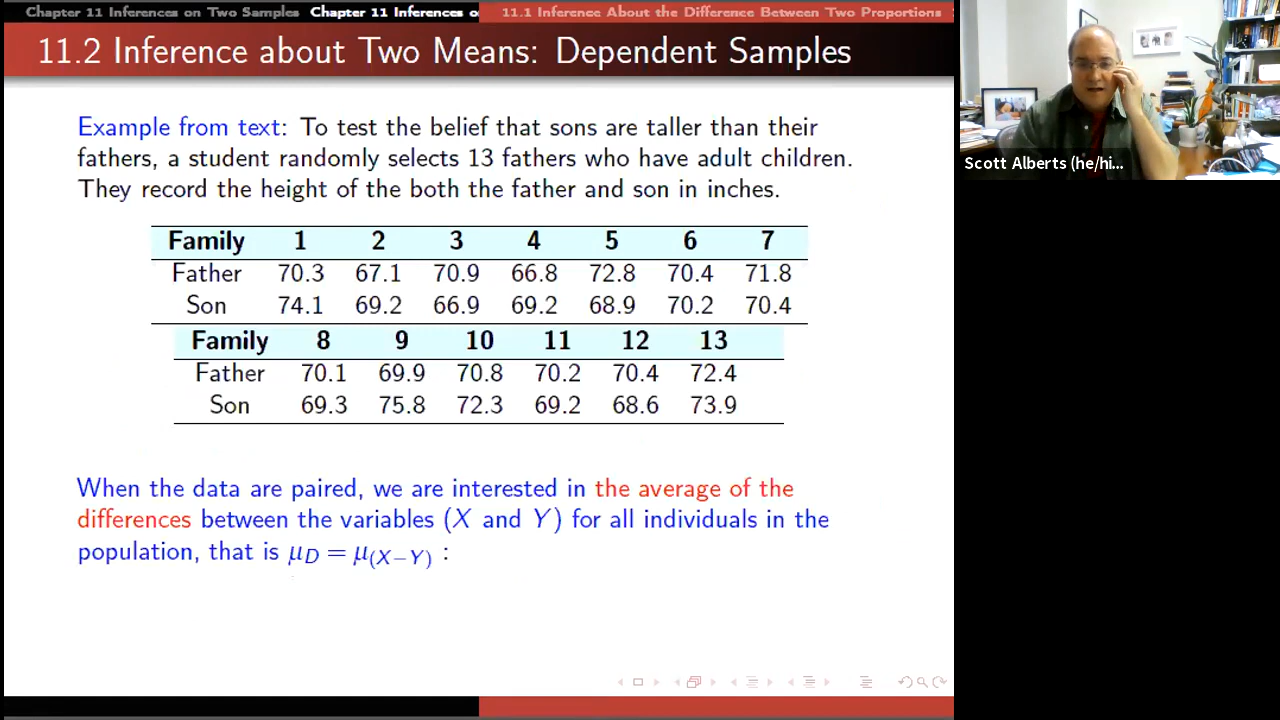 Chapter 11 Inferences on Two Samples Chapter 11 Inferences o 11.1 Inference About the Difference Between Two Proportions
11.2 Inference about Two Means: Dependent Samples
Example from text: To test the belief that sons are taller than their
fathers, a student randomly selects 13 fathers who have adult children.
They record the height of the both the father and son in inches.
Family 1 2 3 4 5 6 7
Father 70.3 67.1 70.9 66.8 72.8 70.4 71.8
Son 74.1 69.2 66.9 69.2 68.9 70.2 70.4
Family 8 9 10 11 12 13
Father 70.1 69.9 70.8 70.2 70.4 72.4
Son 69.3 75.8 72.3 69.2 68.6 73.9
When the data are paired, we are interested in the average of the
differences between the variables (X and Y) for all individuals in the
population, that is μD = μ(X−Y) :
Scott Alberts (he/hi...